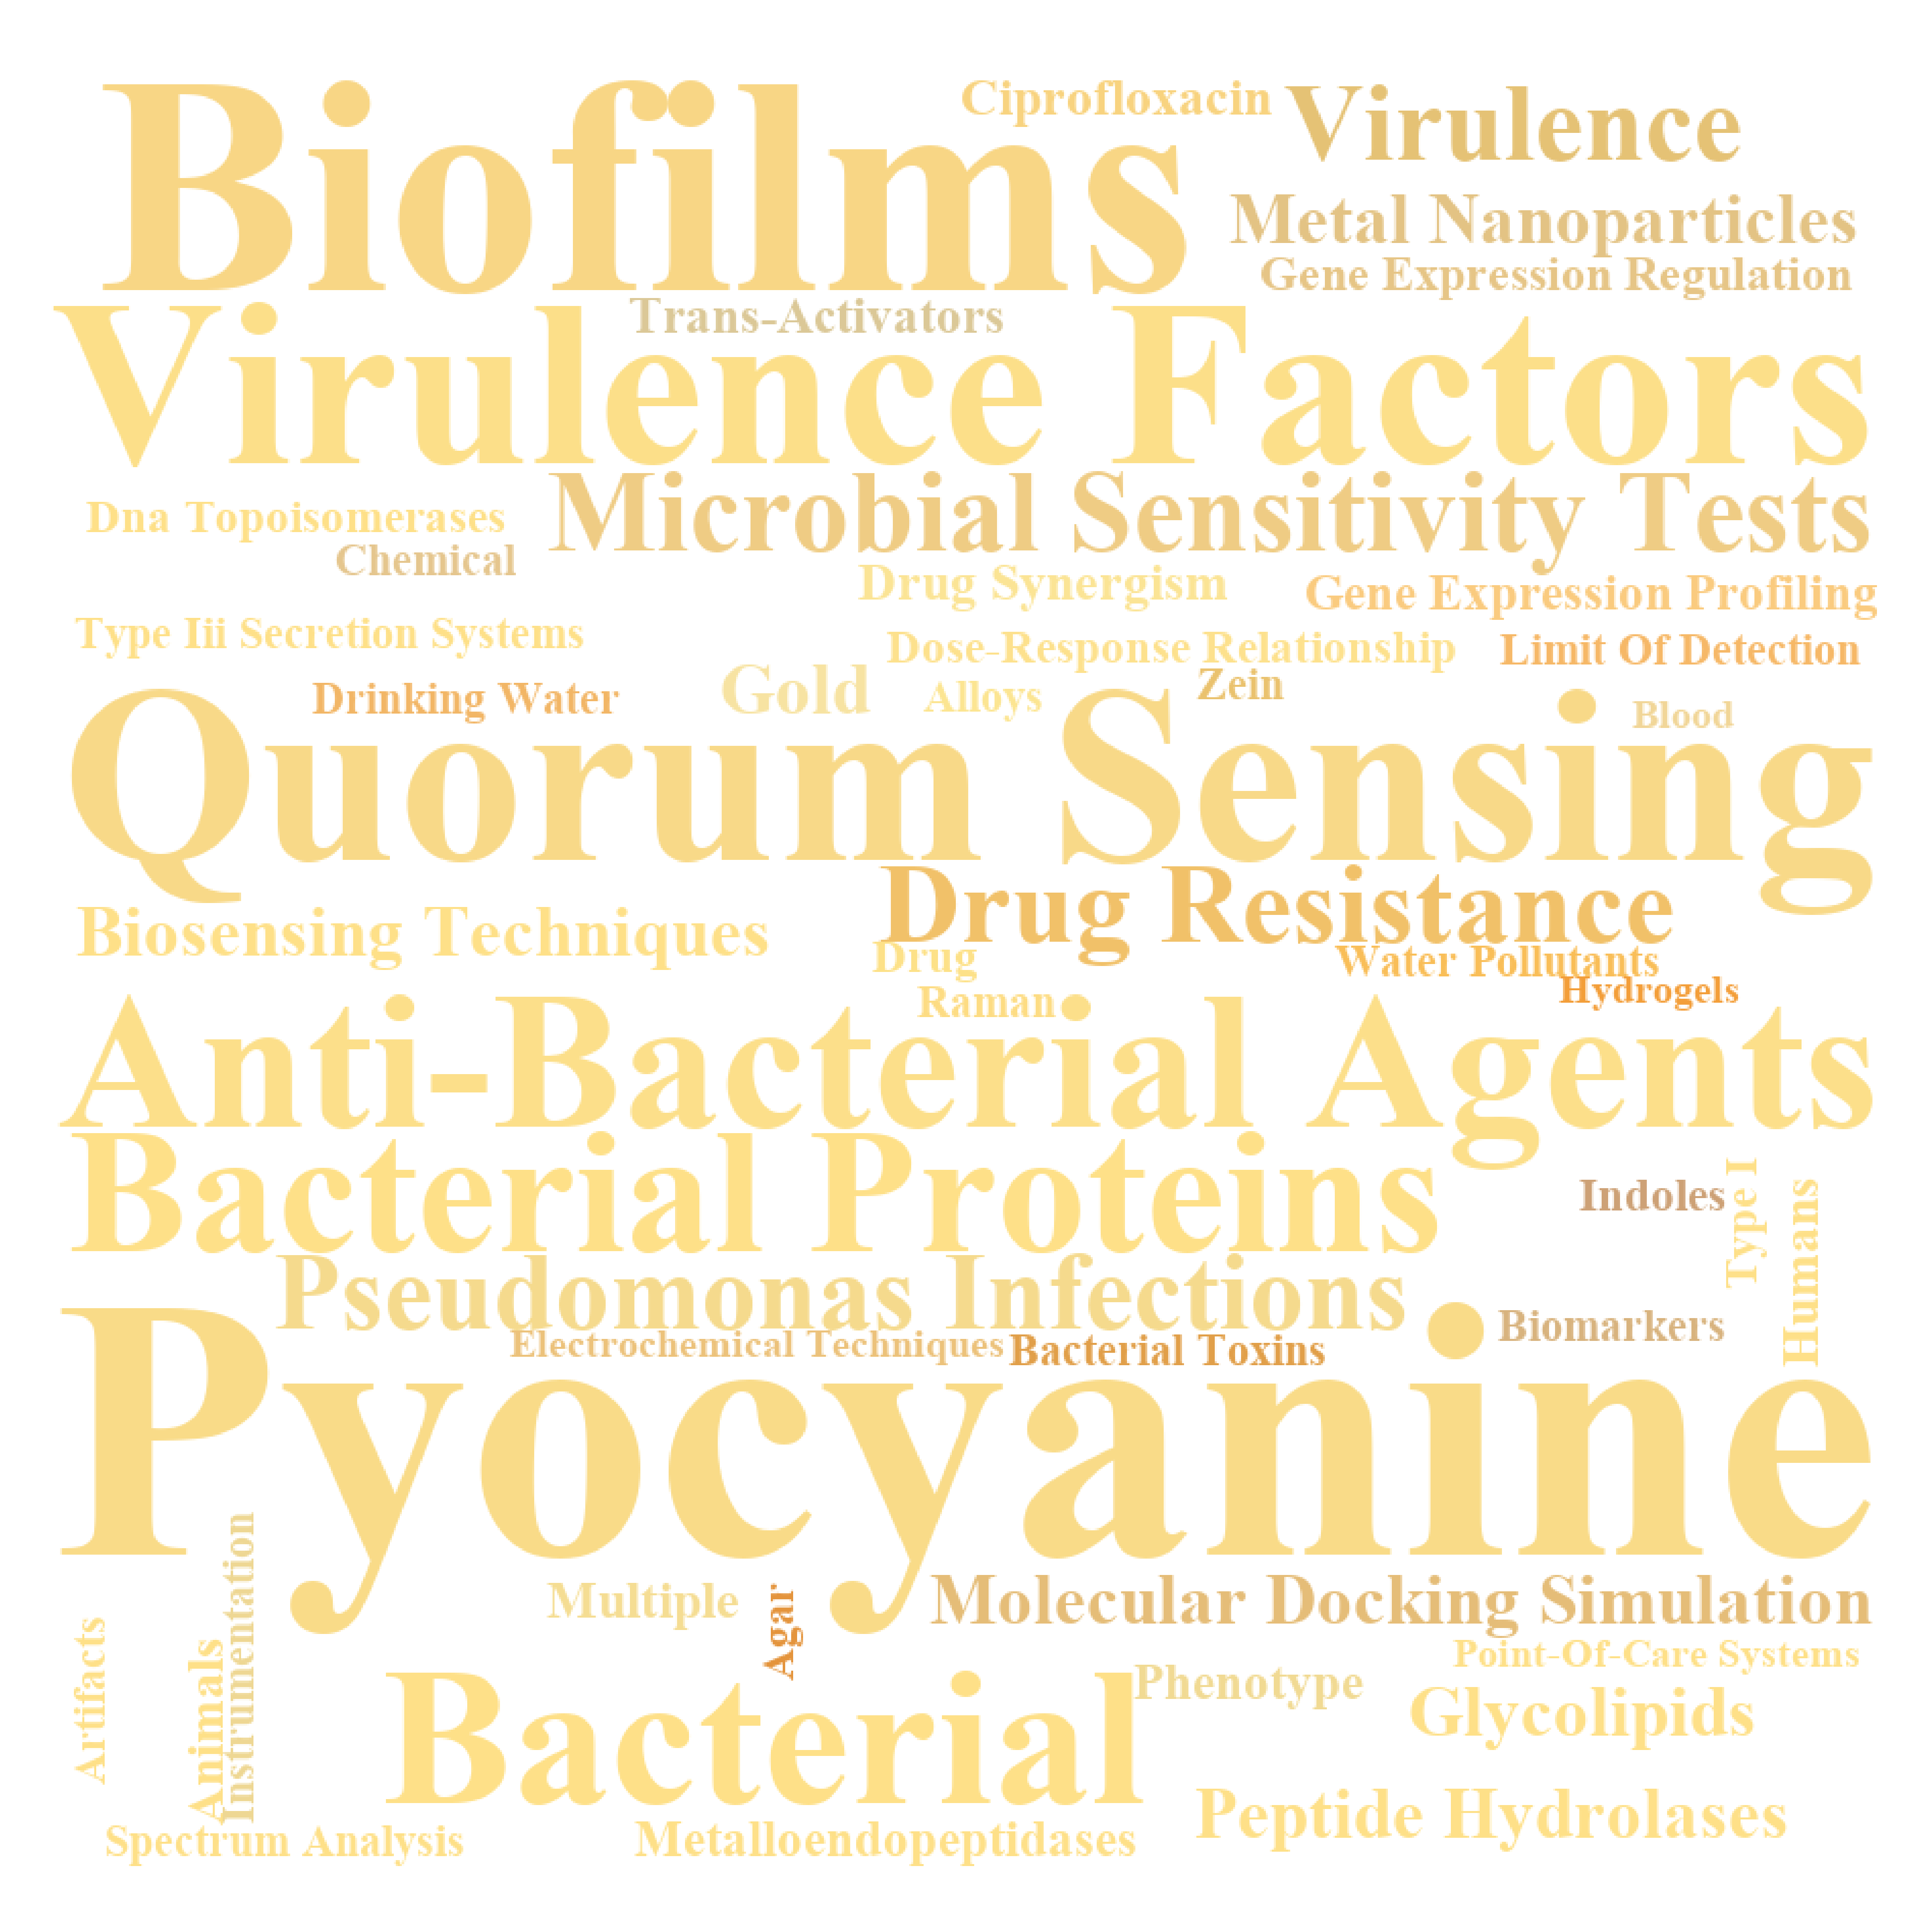 Biofilms
Ciprofloxacin
Virulence
Metal Nanoparticles
Gene Expression Regulation
Trans-Activators
Virulence Factors
Microbial Sensitivity Tests
Dna Topoisomerases
Chemical
Drug Synergism
Gene Expression Profiling
Type Iii Secretion Systems
Dose-Response Relationship
Limit Of Detection
Drinking Water
Gold
Alloys
Zein
Blood
Quorum Sensing
Drug Resistance
Biosensing Techniques
Drug
Water Pollutants
Raman
Hydrogels
Anti-Bacterial Agents
Bacterial Proteins
Indoles
Type I
Humans
Pseudomonas Infections
Biomarkers
Electrochemical Techniques
Bacterial Toxins
Pyocyanine
Instrumentation
Multiple
Agar
Molecular Docking Simulation
Artifacts
Animals
Point-Of-Care Systems
Bacterial
Phenotype
Glycolipids
Peptide Hydrolases
Spectrum Analysis
Metalloendopeptidases